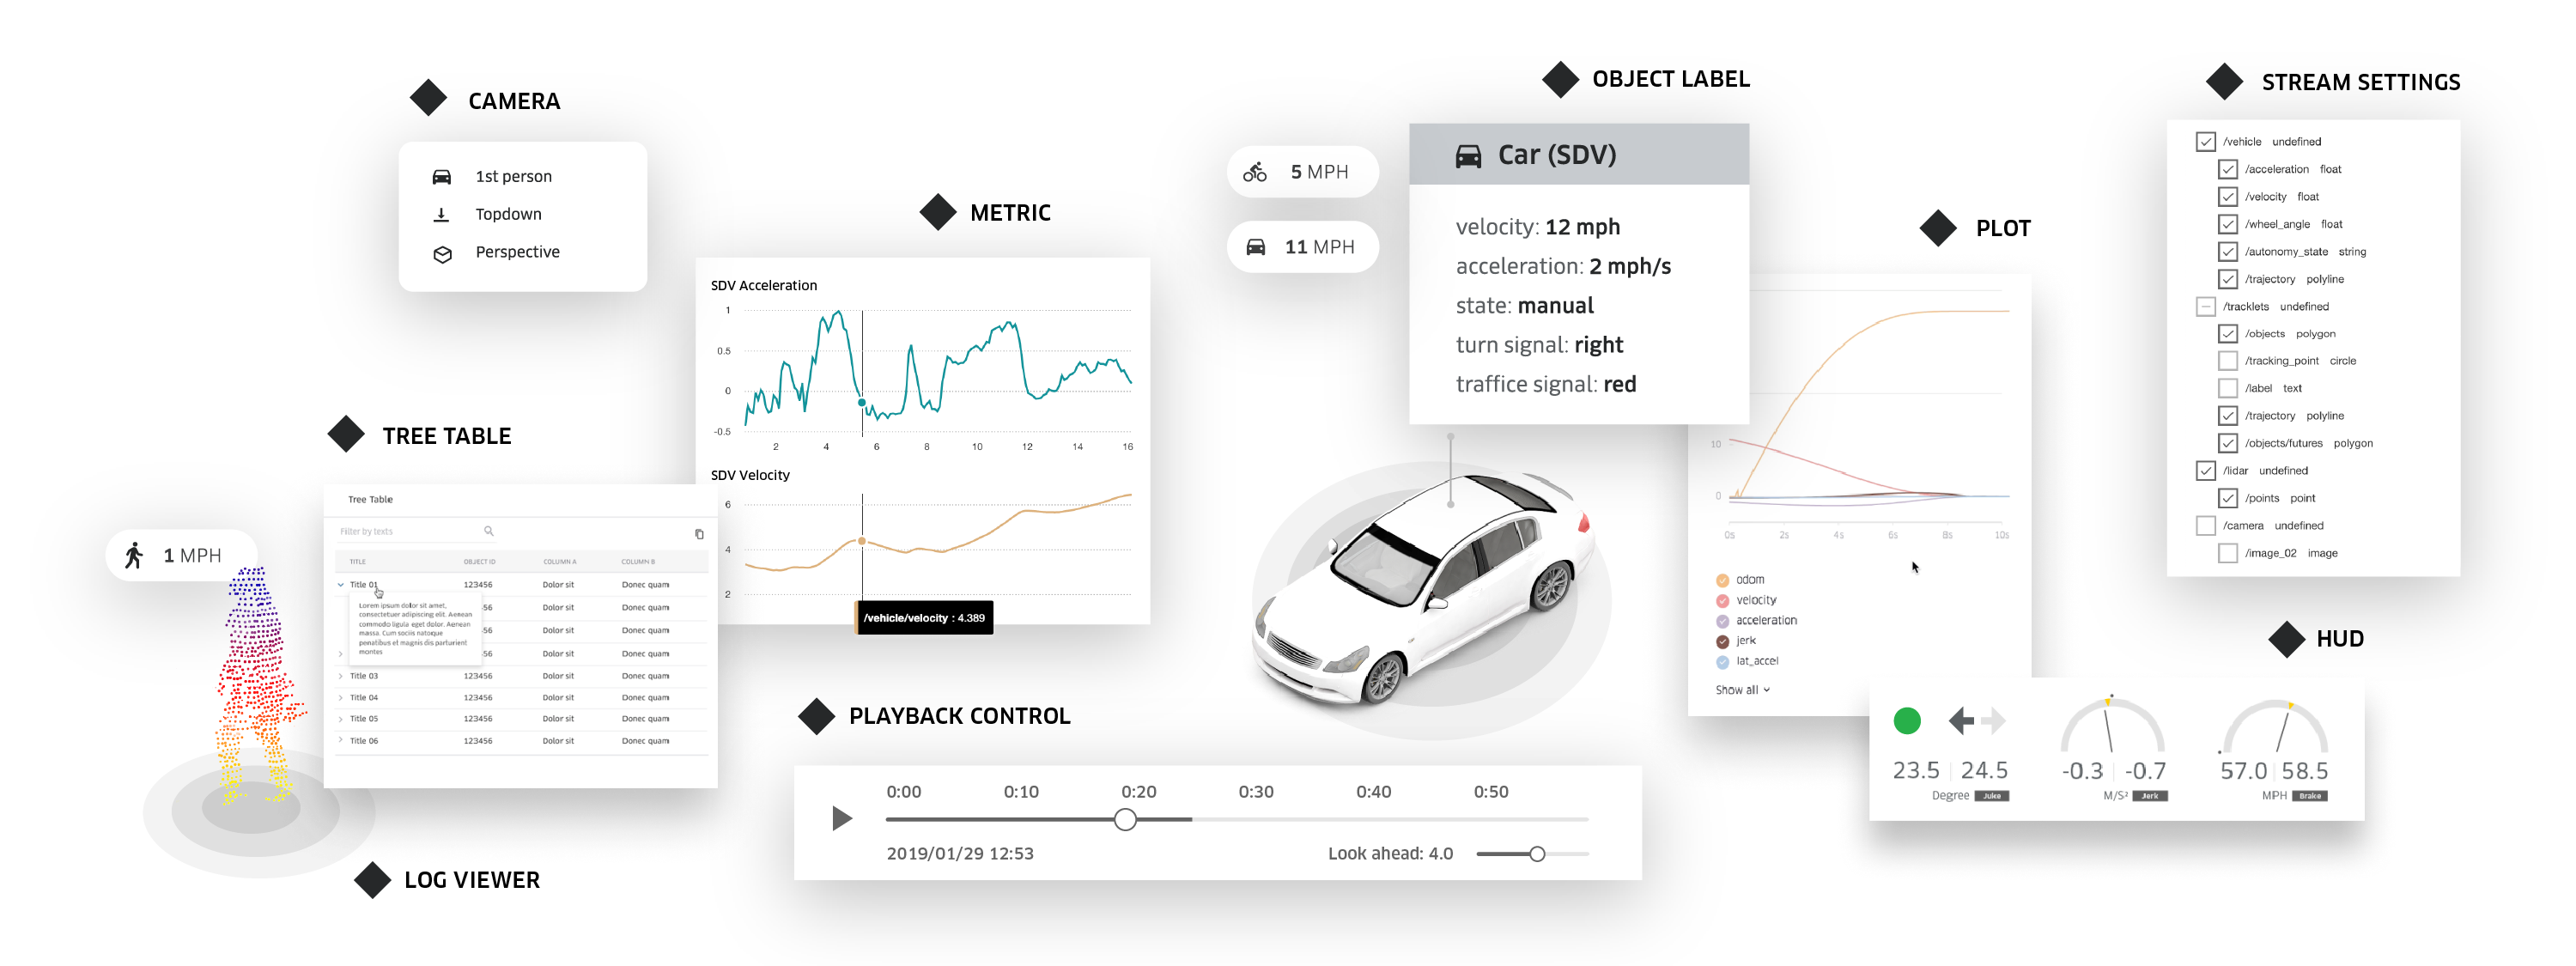 CAMERA
1st person
Topdown
Perspective
METRIC
SDV Acceleration
1
0.5
0
-0.5
2 4 6 8 10 12 14 16
SDV Velocity
6
4
2
/vehicle/velocity : 4.389
TREE TABLE
Tree Table
Filter by texts
TITLE OBJECT ID COLUMN A COLUMN B
Title 01 123456 Dolor sit Donec quam
Lorem ipsum dolor sit amet,
consectetuer adipiscing elit. Aenean
commodo ligula eget dolor. Aenean
massa. Cum sociis natoque
penatibus et magnis dis parturient
montes
56 Dolor sit Donec quam
56 Dolor sit Donec quam
56 Dolor sit Donec quam
Title 03 123456 Dolor sit Donec quam
Title 04 123456 Dolor sit Donec quam
Title 05 123456 Dolor sit Donec quam
Title 06 123456 Dolor sit Donec quam
1 MPH
LOG VIEWER
PLAYBACK CONTROL
0:00 0:10 0:20 0:30 0:40 0:50
2019/01/29 12:53
Look ahead: 4.0
5 MPH
11 MPH
OBJECT LABEL
Car (SDV)
velocity: 12 mph
acceleration: 2 mph/s
state: manual
turn signal: right
traffice signal: red
PLOT
10
0
0s 2s 4s 6s 8s 10s
odom
velocity
acceleration
jerk
lat_accel
Show all
STREAM SETTINGS
/vehicle undefined
/acceleration float
/velocity float
/wheel_angle float
/autonomy_state string
/trajectory polyline
/tracklets undefined
/objects polygon
/tracking_point circle
/label text
/trajectory polyline
/objects/futures polygon
/lidar undefined
/points point
/camera undefined
/image_02 image
HUD
23.5 24.5
Degree Juke
-0.3 -0.7
M/S² Jerk
57.0 58.5
MPH Brake